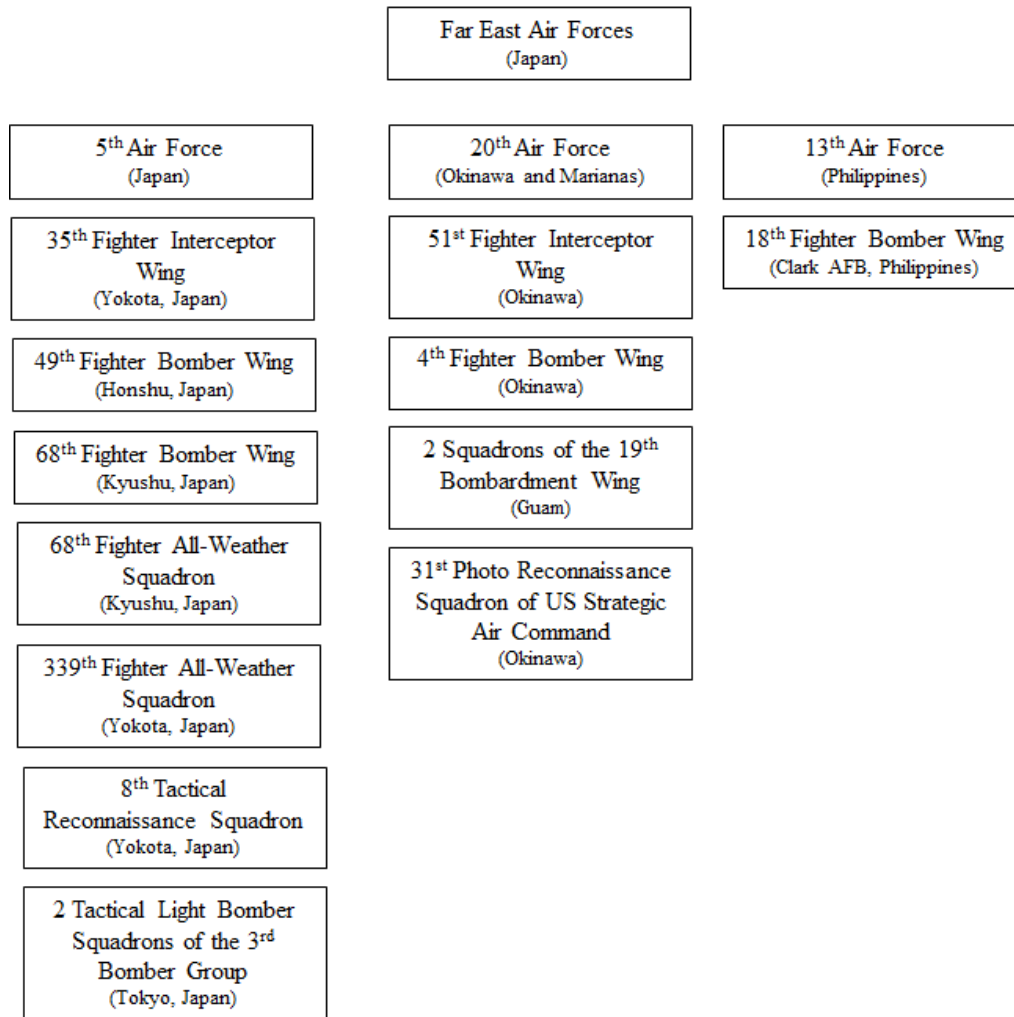 Far East Air Forces
(Japan)
5th Air Force
(Japan)
35th Fighter Interceptor
Wing
(Yokota, Japan)
49th Fighter Bomber Wing
(Honshu, Japan)
68th Fighter Bomber Wing
(Kyushu, Japan)
68th Fighter All-Weather
Squadron
(Kyushu, Japan)
339th Fighter All-Weather
Squadron
(Yokota, Japan)
8th Tactical
Reconnaissance Squadron
(Yokota, Japan)
2 Tactical Light Bomber
Squadrons of the 3rd
Bomber Group
(Tokyo, Japan)
20th Air Force
(Okinawa and Marianas)
51st Fighter Interceptor
Wing
(Okinawa)
4th Fighter Bomber Wing
(Okinawa)
2 Squadrons of the 19th
Bombardment Wing
(Guam)
31st Photo Reconnaissance
Squadron of US Strategic
Air Command
(Okinawa)
13th Air Force
(Philippines)
18th Fighter Bomber Wing
(Clark AFB, Philippines)